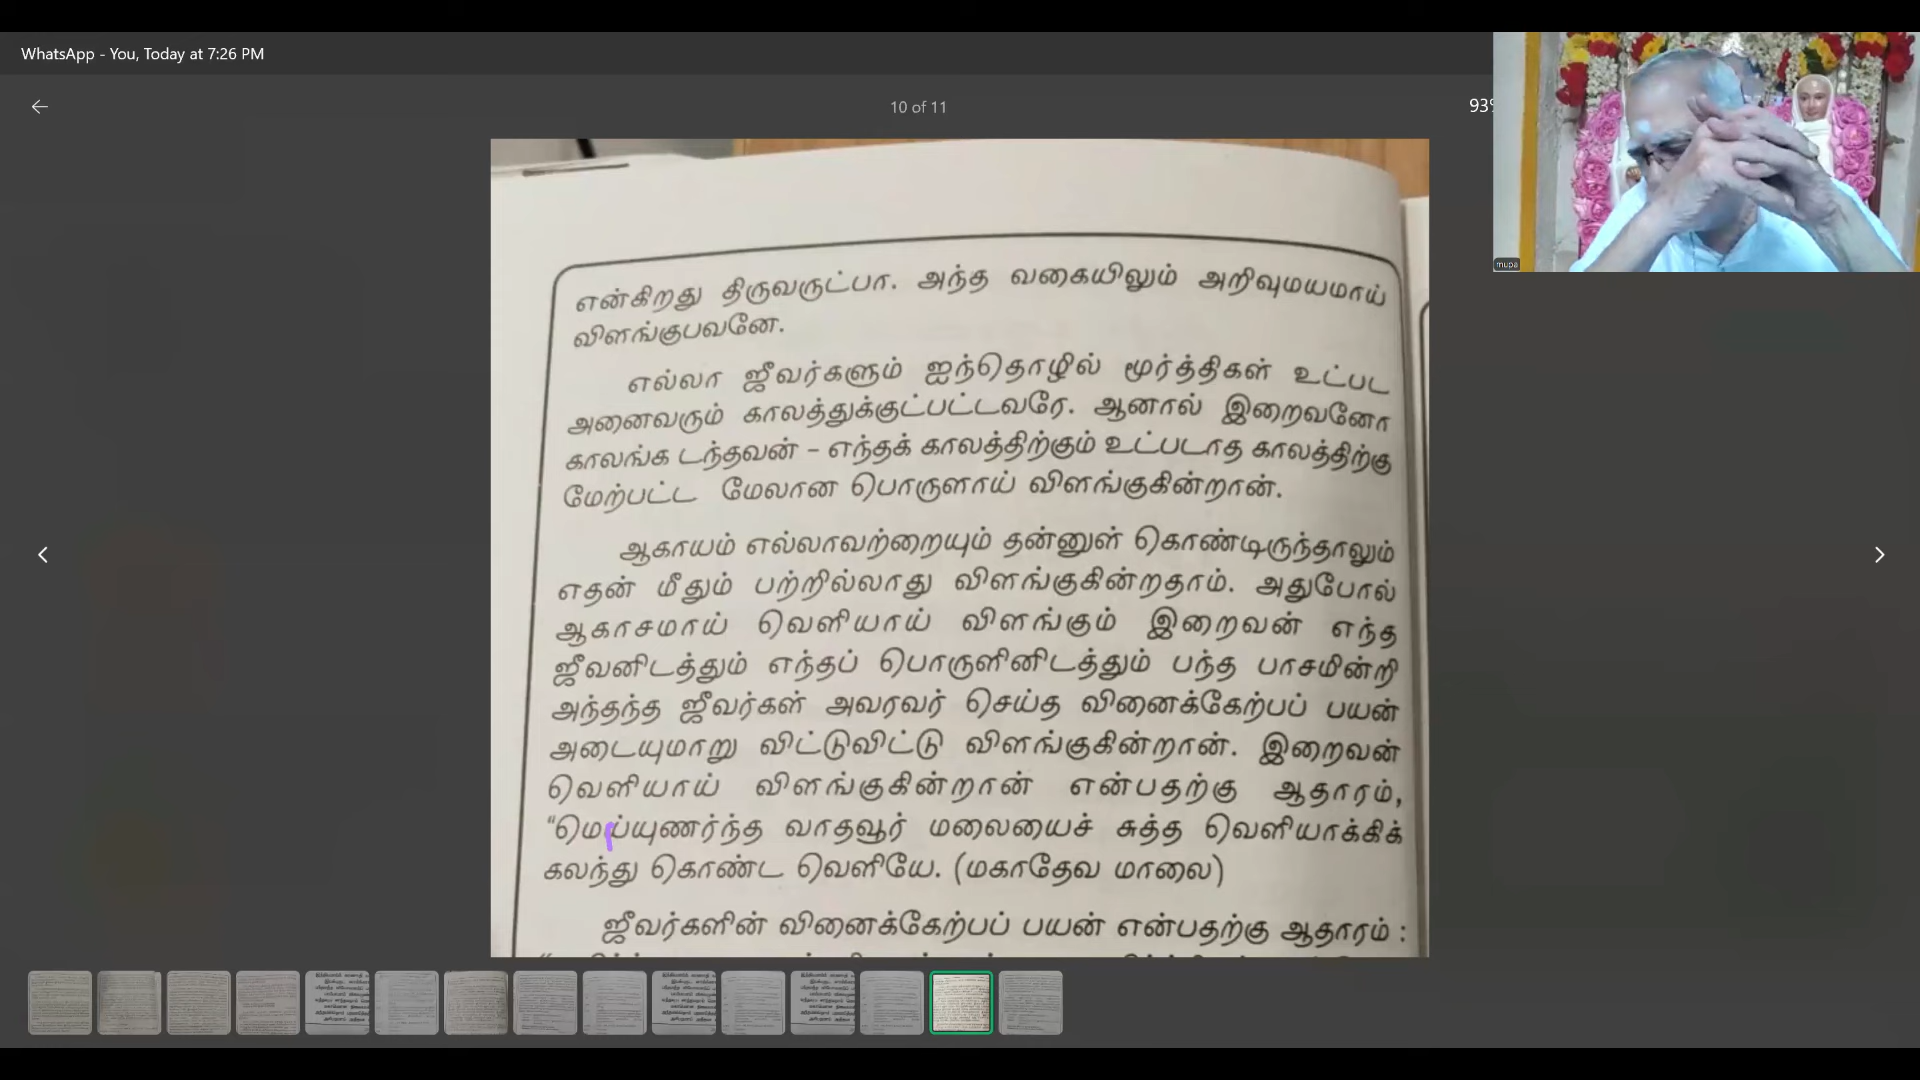 WhatsApp - You, Today at 7:26 PM
10 of 11
93%
mupa
என்கிறது திருவருட்பா. அந்த வகையிலும் அறிவுமயமாய்
விளங்குபவனே.
எல்லா ஜீவர்களும் ஐந்தொழில் மூர்த்திகள் உட்பட
அனைவரும் காலத்துக்குட்பட்டவரே. ஆனால் இறைவனோ
காலங்க டந்தவன் – எந்தக் காலத்திற்கும் உட்படாத காலத்திற்கு
மேற்பட்ட மேலான பொருளாய் விளங்குகின்றான்.
ஆகாயம் எல்லாவற்றையும் தன்னுள் கொண்டிருந்தாலும்
எதன் மீதும் பற்றில்லாது விளங்குகின்றதாம். அதுபோல்
ஆகாசமாய் வெளியாய் விளங்கும் இறைவன் எந்த
ஜீவனிடத்தும் எந்தப் பொருளினிடத்தும் பந்த பாசமின்றி
அந்தந்த ஜீவர்கள் அவரவர் செய்த வினைக்கேற்பப் பயன்
அடையுமாறு விட்டுவிட்டு விளங்குகின்றான். இறைவன்
வெளியாய் விளங்குகின்றான் என்பதற்கு ஆதாரம்,
“மெய்யுணர்ந்த வாதவூர் மலையைச் சுத்த வெளியாக்கிக்
கலந்து கொண்ட வெளியே. (மகாதேவ மாலை)
ஜீவர்களின் வினைக்கேற்பப் பயன் என்பதற்கு ஆதாரம் :